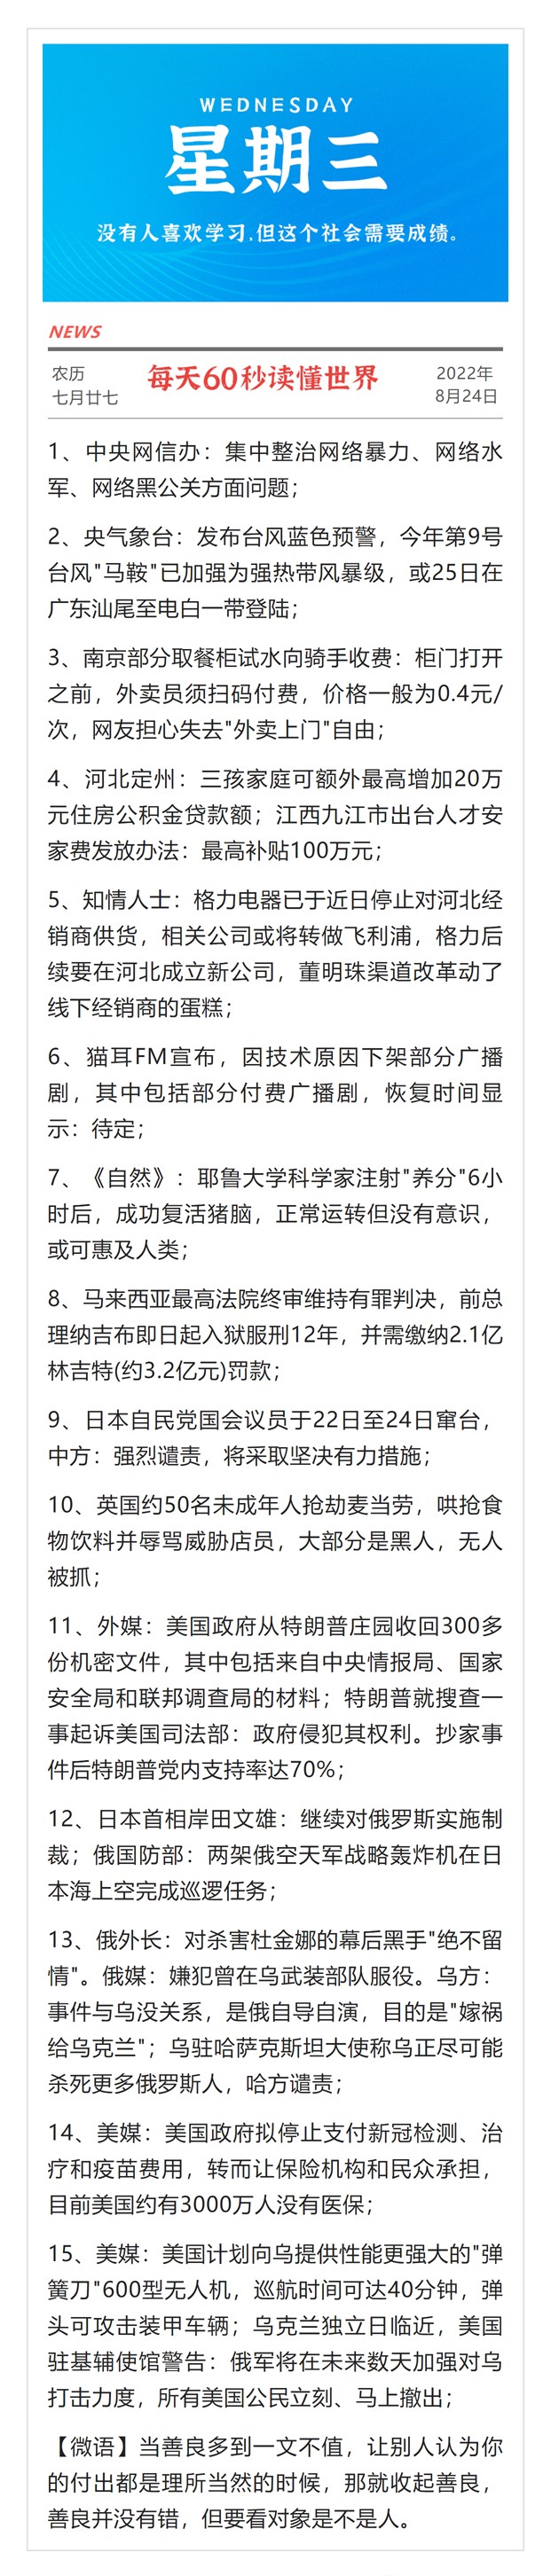 WEDNESDAY
星期三
没有人喜欢学习,但这个社会需要成绩。
NEWS
农历
七月廿七
每天60秒读懂世界
2022年
8月24日
1、中央网信办：集中整治网络暴力、网络水
军、网络黑公关方面问题；
2、央气象台：发布台风蓝色预警，今年第9号
台风"马鞍"已加强为强热带风暴级，或25日在
广东汕尾至电白一带登陆；
3、南京部分取餐柜试水向骑手收费：柜门打开
之前，外卖员须扫码付费，价格一般为0.4元/
次，网友担心失去"外卖上门"自由；
4、河北定州：三孩家庭可额外最高增加20万
元住房公积金贷款额；江西九江市出台人才安
家费发放办法：最高补贴100万元；
5、知情人士：格力电器已于近日停止对河北经
销商供货，相关公司或将转做飞利浦，格力后
续要在河北成立新公司，董明珠渠道改革动了
线下经销商的蛋糕；
6、猫耳FM宣布，因技术原因下架部分广播
剧，其中包括部分付费广播剧，恢复时间显
示：待定；
7、《自然》：耶鲁大学科学家注射"养分"6小
时后，成功复活猪脑，正常运转但没有意识，
或可惠及人类；
8、马来西亚最高法院终审维持有罪判决，前总
理纳吉布即日起入狱服刑12年，并需缴纳2.1亿
林吉特(约3.2亿元)罚款；
9、日本自民党国会议员于22日至24日窜台，
中方：强烈谴责，将采取坚决有力措施；
10、英国约50名未成年人抢劫麦当劳，哄抢食
物饮料并辱骂威胁店员，大部分是黑人，无人
被抓；
11、外媒：美国政府从特朗普庄园收回300多
份机密文件，其中包括来自中央情报局、国家
安全局和联邦调查局的材料；特朗普就搜查一
事起诉美国司法部：政府侵犯其权利。抄家事
件后特朗普党内支持率达70%；
12、日本首相岸田文雄：继续对俄罗斯实施制
裁；俄国防部：两架俄空天军战略轰炸机在日
本海上空完成巡逻任务；
13、俄外长：对杀害杜金娜的幕后黑手"绝不留
情"。俄媒：嫌犯曾在乌武装部队服役。乌方：
事件与乌没关系，是俄自导自演，目的是"嫁祸
给乌克兰"；乌驻哈萨克斯坦大使称乌正尽可能
杀死更多俄罗斯人，哈方谴责；
14、美媒：美国政府拟停止支付新冠检测、治
疗和疫苗费用，转而让保险机构和民众承担，
目前美国约有3000万人没有医保；
15、美媒：美国计划向乌提供性能更强大的"弹
簧刀"600型无人机，巡航时间可达40分钟，弹
头可攻击装甲车辆；乌克兰独立日临近，美国
驻基辅使馆警告：俄军将在未来数天加强对乌
打击力度，所有美国公民立刻、马上撤出；
【微语】当善良多到一文不值，让别人认为你
的付出都是理所当然的时候，那就收起善良，
善良并没有错，但要看对象是不是人。